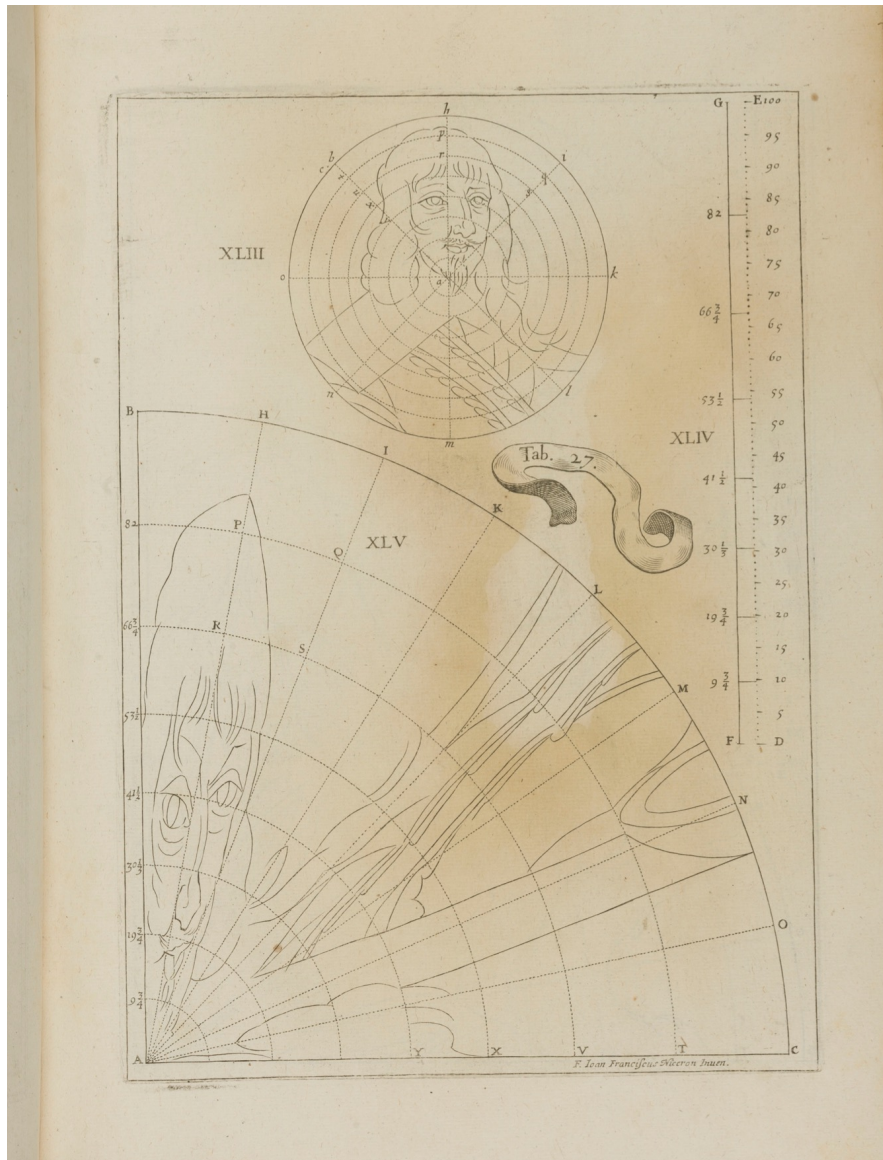 XLIII
h
p
r
b
c
t
u
x
i
q
s
o
a
k
n
l
m
G
E 100
95
90
85
82
80
75
70
66 3/4
65
60
55
53 1/2
50
XLIV
45
41 1/2
40
35
30 1/3
30
25
19 3/4
20
15
9 3/4
10
5
F
D
Tab. 27.
B
H
I
K
XLV
82
P
Q
L
66 3/4
R
S
M
53 1/2
N
41 1/2
30 1/3
O
19 3/4
9 3/4
A
Y
X
V
T
C
F. Ioan Franciscus Niceron Inuen.